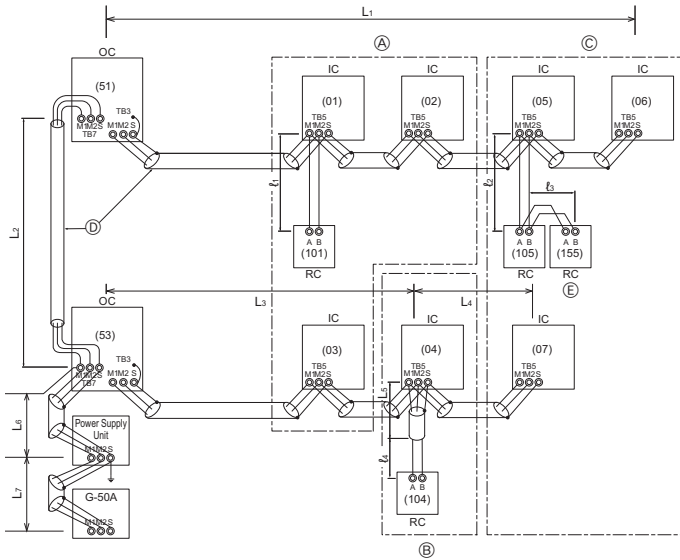 L1
A
C
OC
IC
IC
IC
IC
(51)
(01)
(02)
(05)
(06)
TB3
TB5
TB5
TB5
TB5
M1M2S
M1M2 S
M1M2S
M1M2S
M1M2S
M1M2S
TB7
ℓ1
ℓ2
ℓ3
L2
D
A B
A B
A B
(101)
(105)
(155)
RC
RC
RC
E
L3
L4
OC
IC
IC
IC
(53)
(03)
(04)
(07)
TB3
TB5
TB5
TB5
M1M2S
M1M2 S
M1M2S
M1M2S
M1M2S
TB7
L5
L6
Power Supply
Unit
M1M2S
ℓ4
A B
(104)
RC
L7
G-50A
M1M2S
B